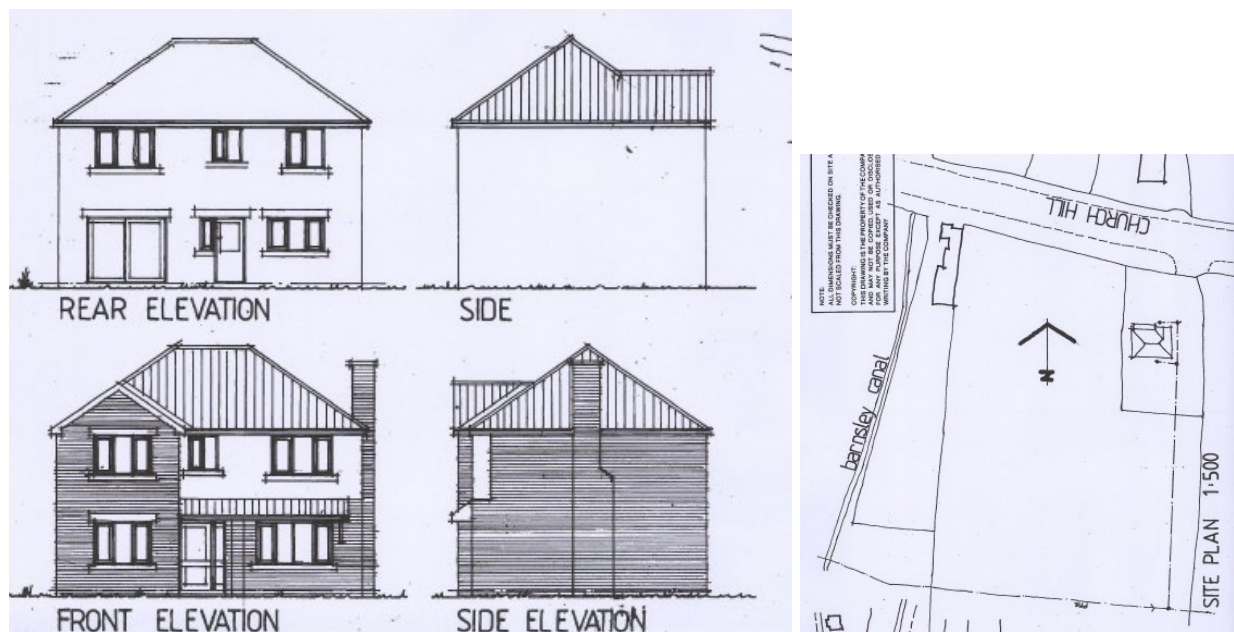 REAR ELEVATION
SIDE
FRONT ELEVATION
SIDE ELEVATION
NOTE:
ALL DIMENSIONS MUST BE CHECKED ON SITE A
NOT SCALED FROM THIS DRAWING.
COPYRIGHT:
THIS DRAWING IS THE PROPERTY OF THE COMPA
AND MAY NOT BE COPIED, USED OR DISCLOSE
FOR ANY PURPOSE EXCEPT AS AUTHORISED
WRITING BY THE COMPANY
CHURCH HILL
barnsley canal
N
SITE PLAN 1:500